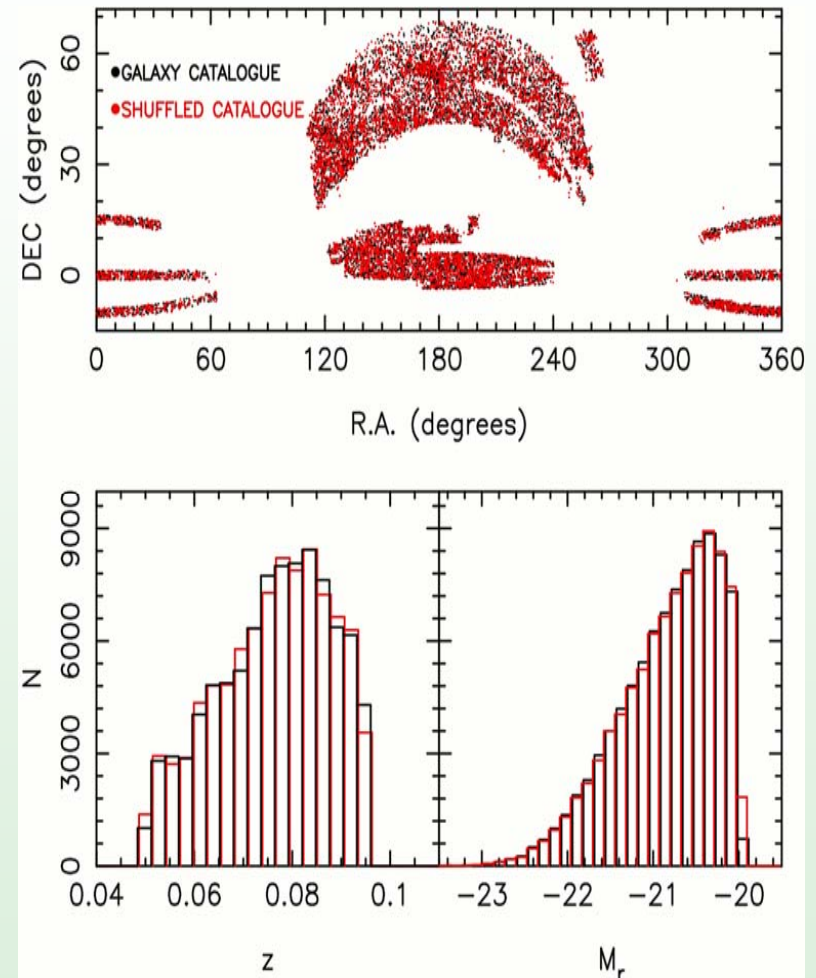 60
30
0
DEC (degrees)
GALAXY CATALOGUE
SHUFFLED CATALOGUE
0 60 120 180 240 300 360
R.A. (degrees)
9000
6000
3000
0
N
0.04 0.06 0.08 0.1
-23 -22 -21 -20
z
Mr